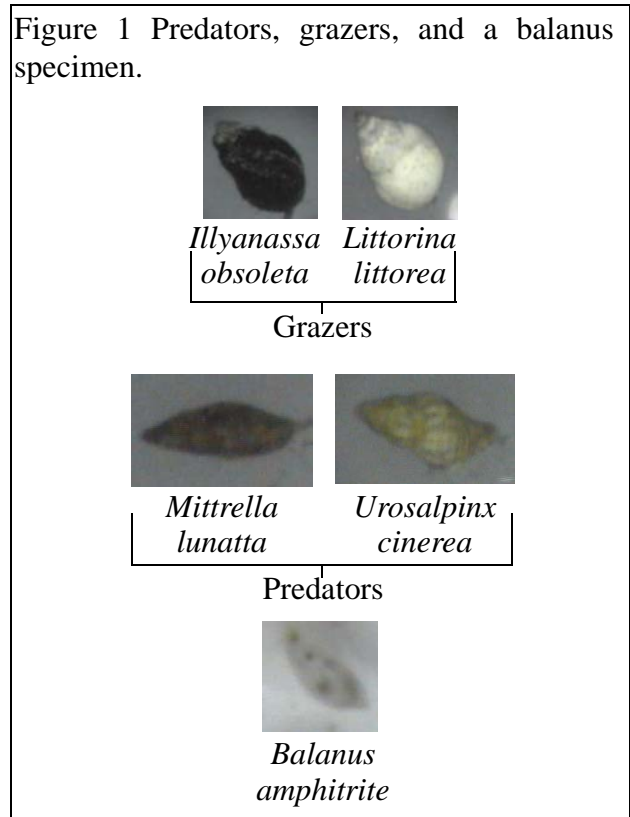 Figure 1 Predators, grazers, and a balanus
specimen.
Illyanassa Littorina
obsoleta littorea
Grazers
Mittrella Urosalpinx
lunatta cinerea
Predators
Balanus
amphitrite